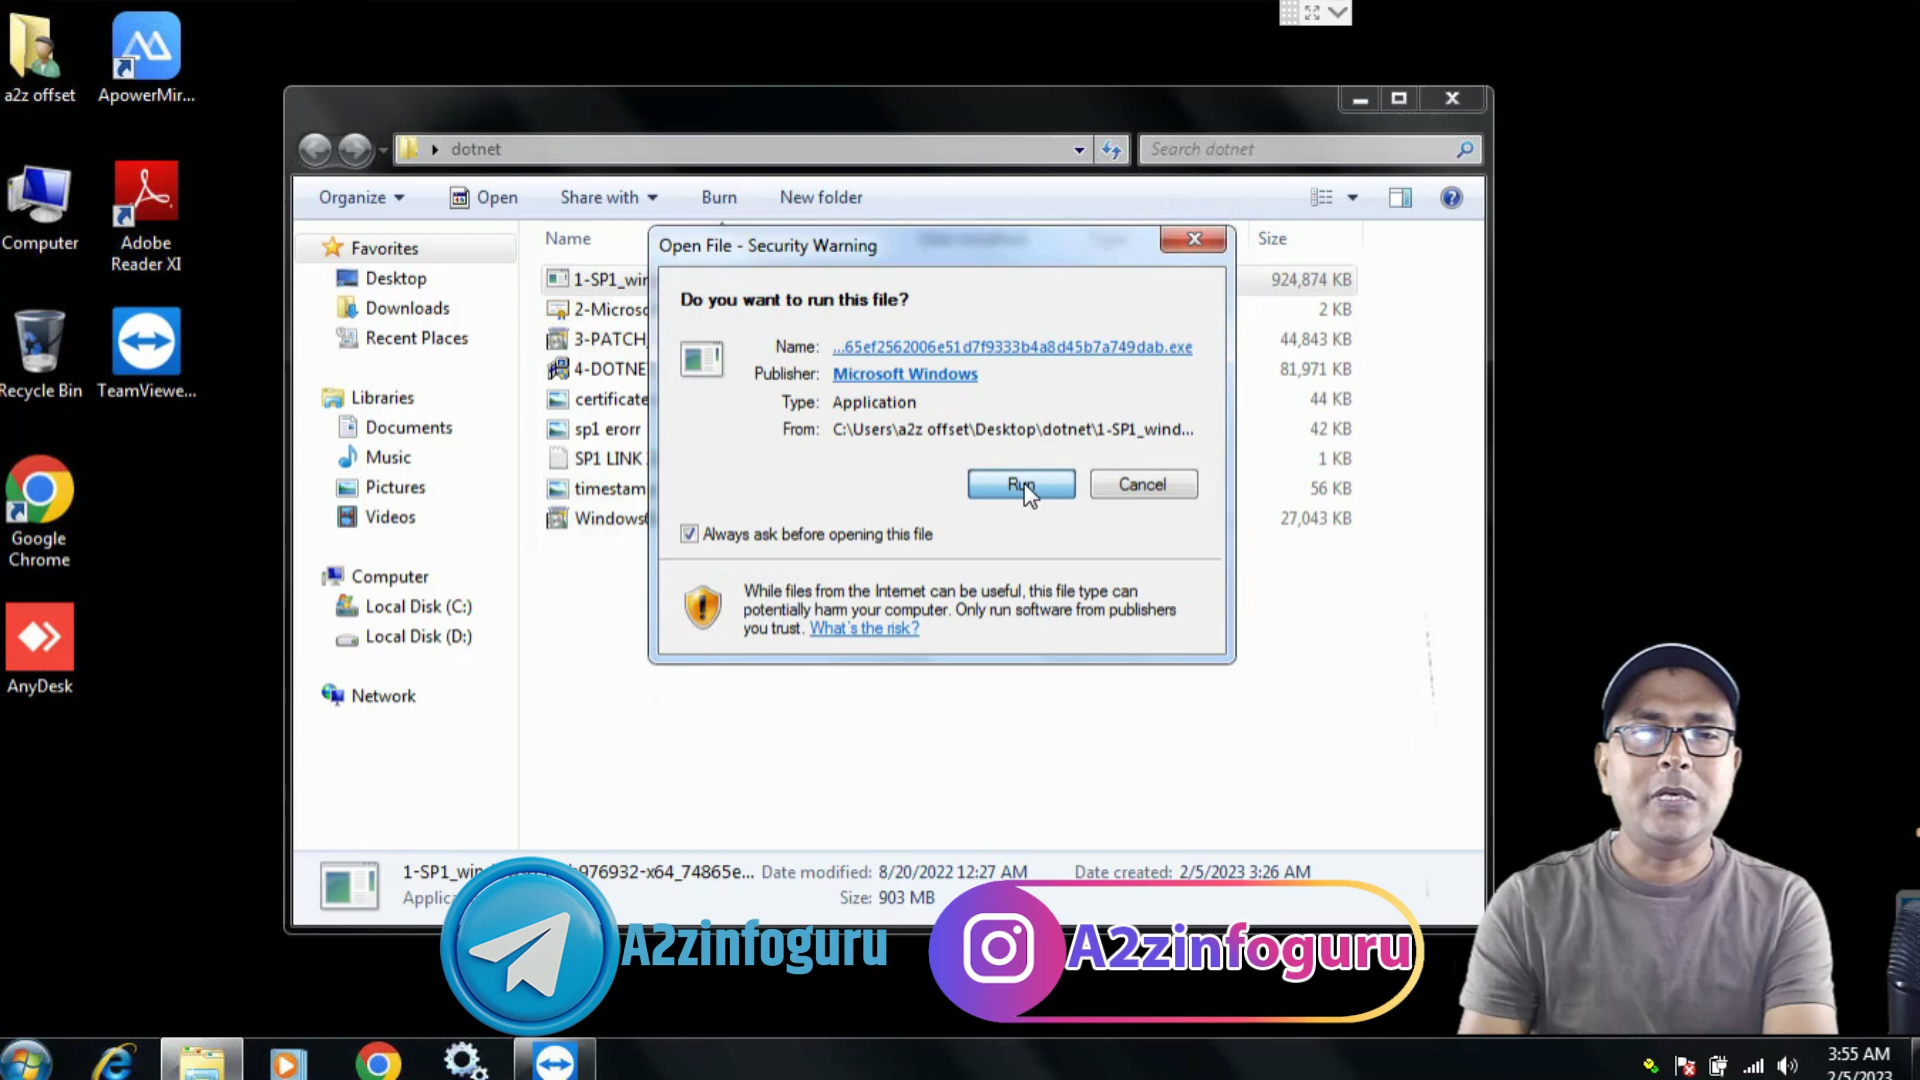 a2z offset
ApowerMir...
Computer
Adobe
Reader XI
Recycle Bin
TeamViewe...
Google
Chrome
AnyDesk
dotnet
Search dotnet
Organize
Open
Share with
Burn
New folder
Favorites
Desktop
Downloads
Recent Places
Libraries
Documents
Music
Pictures
Videos
Computer
Local Disk (C:)
Local Disk (D:)
Network
Name
Size
1-SP1_win
924,874 KB
2-Microso
2 KB
3-PATCH_
44,843 KB
4-DOTNE
81,971 KB
certificate
44 KB
sp1 erorr
42 KB
SP1 LINK
1 KB
timestam
56 KB
Windows
27,043 KB
Open File - Security Warning
Do you want to run this file?
Name: ...65ef2562006e51d7f9333b4a8d45b7a749dab.exe
Publisher: Microsoft Windows
Type: Application
From: C:\Users\a2z offset\Desktop\dotnet\1-SP1_wind...
Run
Cancel
Always ask before opening this file
While files from the Internet can be useful, this file type can
potentially harm your computer. Only run software from publishers
you trust. What's the risk?
Date modified: 8/20/2022 12:27 AM
Date created: 2/5/2023 3:26 AM
Size: 903 MB
A2zinfoguru
A2zinfoguru
3:55 AM
2/5/2023